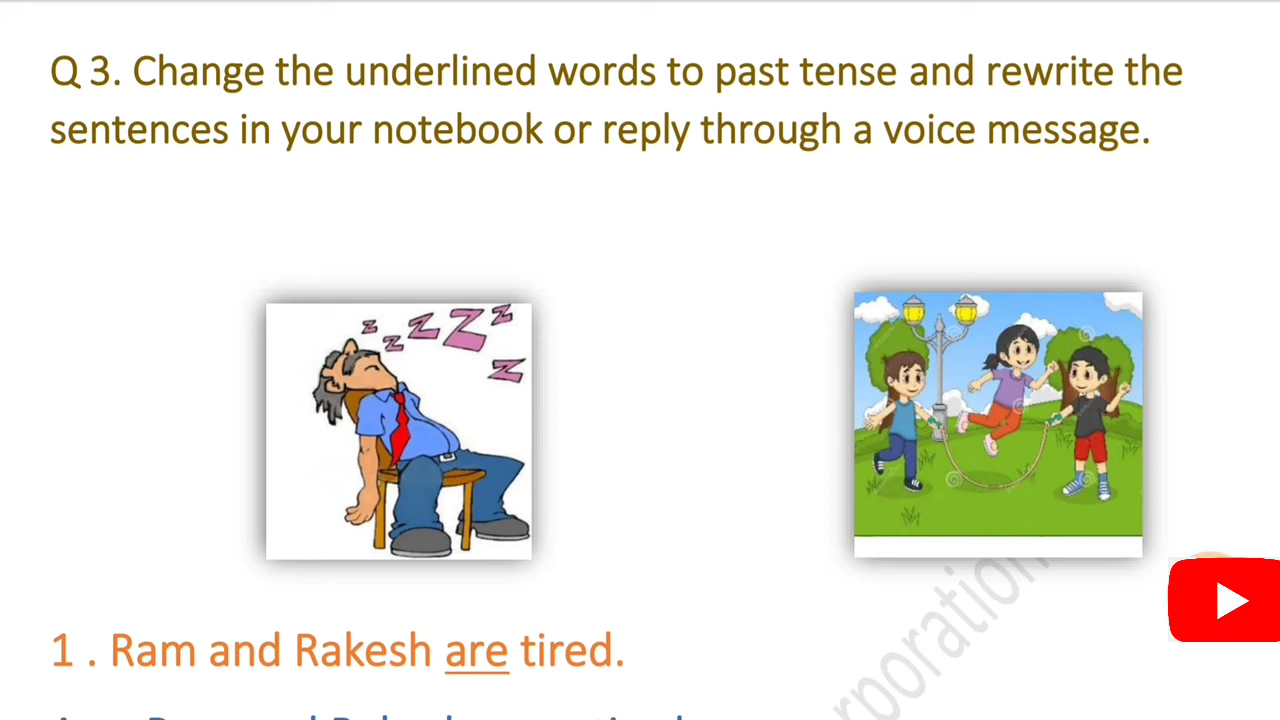 Q 3. Change the underlined words to past tense and rewrite the
sentences in your notebook or reply through a voice message.
z z z Z z z
1 . Ram and Rakesh are tired.